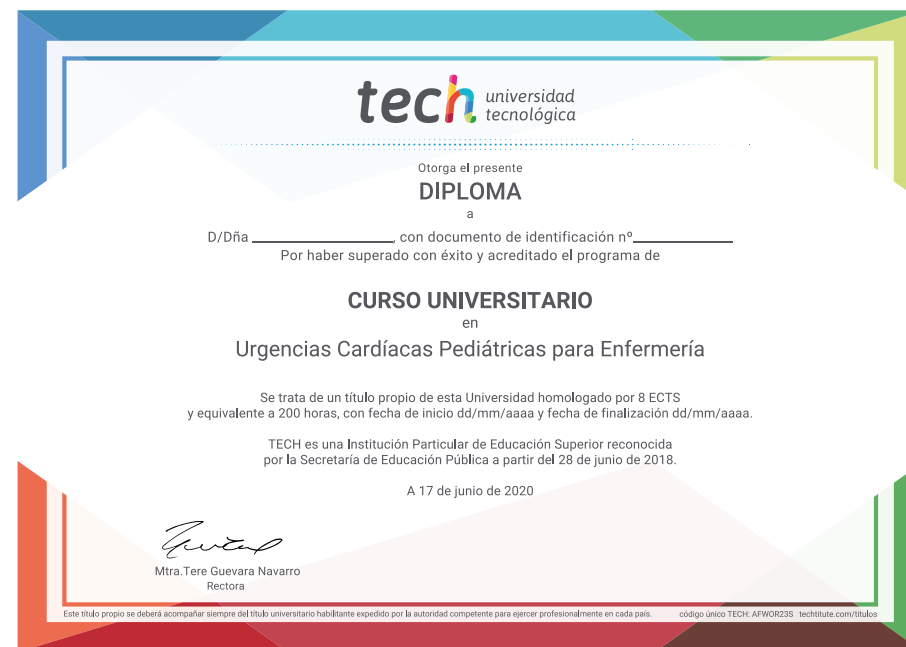 tech universidad
tecnológica
Otorga el presente
DIPLOMA
a
D/Dña ____________________, con documento de identificación nº______________
Por haber superado con éxito y acreditado el programa de
CURSO UNIVERSITARIO
en
Urgencias Cardíacas Pediátricas para Enfermería
Se trata de un título propio de esta Universidad homologado por 8 ECTS
y equivalente a 200 horas, con fecha de inicio dd/mm/aaaa y fecha de finalización dd/mm/aaaa.
TECH es una Institución Particular de Educación Superior reconocida
por la Secretaría de Educación Pública a partir del 28 de junio de 2018.
A 17 de junio de 2020
Mtra.Tere Guevara Navarro
Rectora
Este título propio se deberá acompañar siempre del título universitario habilitante expedido por la autoridad competente para ejercer profesionalmente en cada país. código único TECH: AFWOR23S techtitute.com/títulos